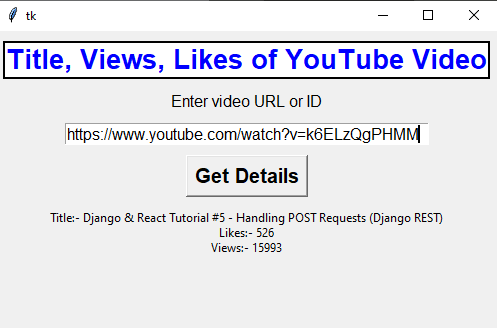 tk
Title, Views, Likes of YouTube Video
Enter video URL or ID
https://www.youtube.com/watch?v=k6ELzQgPHMM
Get Details
Title:- Django & React Tutorial #5 - Handling POST Requests (Django REST)
Likes:- 526
Views:- 15993